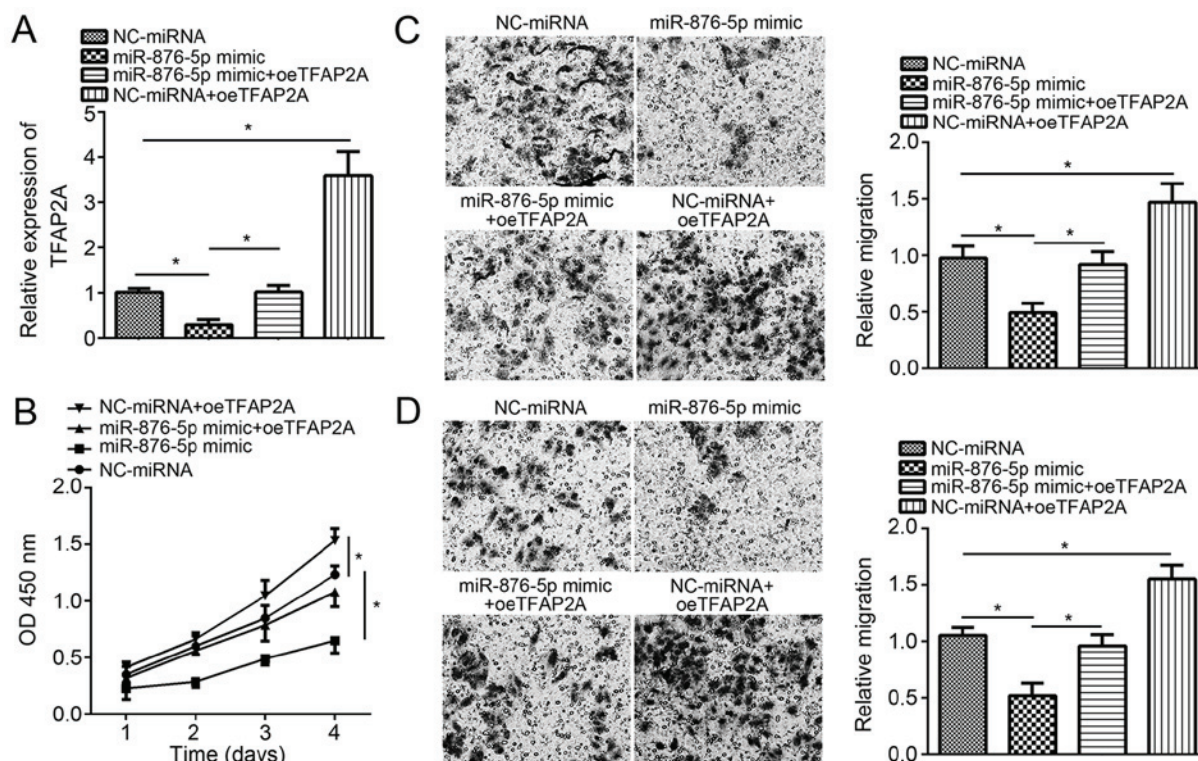 A
NC-miRNA
miR-876-5p mimic
miR-876-5p mimic+oeTFAP2A
NC-miRNA+oeTFAP2A
Relative expression of
TFAP2A
5
4
3
2
1
0
*
*
*
B
NC-miRNA+oeTFAP2A
miR-876-5p mimic+oeTFAP2A
miR-876-5p mimic
NC-miRNA
OD 450 nm
2.0
1.5
1.0
0.5
0.0
*
*
1 2 3 4
Time (days)
C
NC-miRNA
miR-876-5p mimic
miR-876-5p mimic
+oeTFAP2A
NC-miRNA+
oeTFAP2A
NC-miRNA
miR-876-5p mimic
miR-876-5p mimic+oeTFAP2A
NC-miRNA+oeTFAP2A
Relative migration
2.0
1.5
1.0
0.5
0.0
*
*
*
D
NC-miRNA
miR-876-5p mimic
miR-876-5p mimic
+oeTFAP2A
NC-miRNA+
oeTFAP2A
NC-miRNA
miR-876-5p mimic
miR-876-5p mimic+oeTFAP2A
NC-miRNA+oeTFAP2A
Relative migration
2.0
1.5
1.0
0.5
0.0
*
*
*